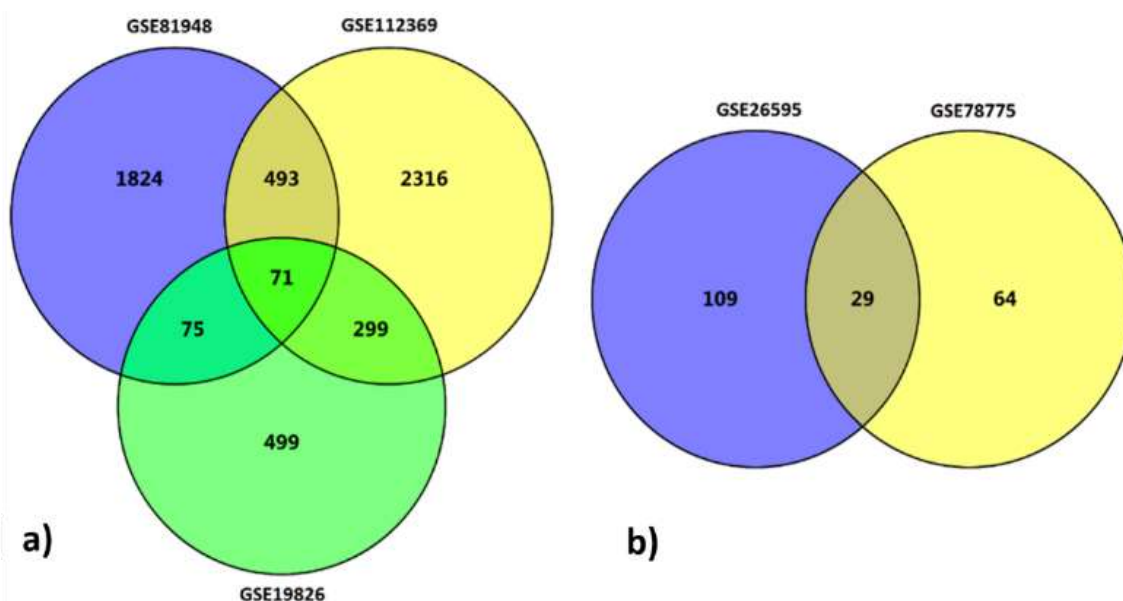 GSE81948 GSE112369
1824 493 2316
71
75 299
499
a)
GSE19826
GSE26595 GSE78775
109 29 64
b)